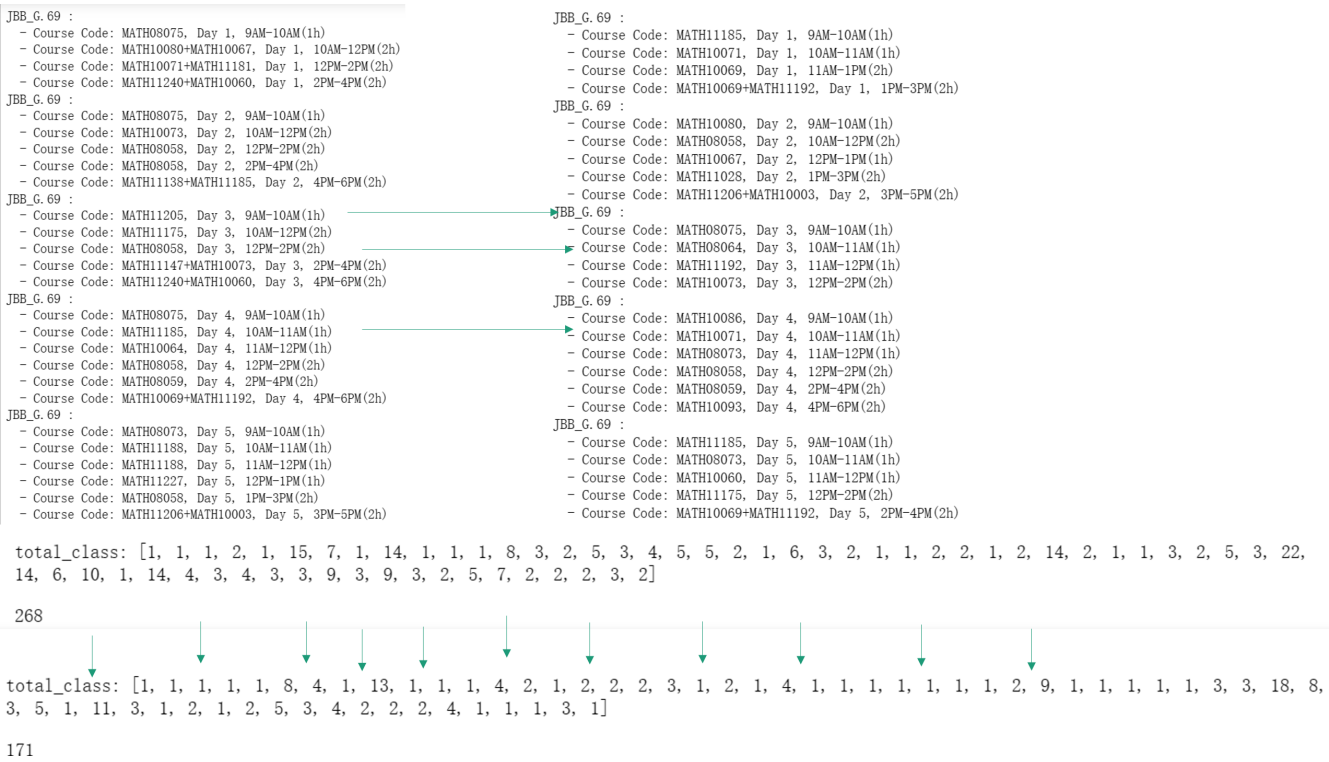 JBB_G.69 :
- Course Code: MATH08075, Day 1, 9AM-10AM(1h)
- Course Code: MATH10080+MATH10067, Day 1, 10AM-12PM(2h)
- Course Code: MATH10071+MATH11181, Day 1, 12PM-2PM(2h)
- Course Code: MATH11240+MATH10060, Day 1, 2PM-4PM(2h)
JBB_G.69 :
- Course Code: MATH08075, Day 2, 9AM-10AM(1h)
- Course Code: MATH10073, Day 2, 10AM-12PM(2h)
- Course Code: MATH08058, Day 2, 12PM-2PM(2h)
- Course Code: MATH08058, Day 2, 2PM-4PM(2h)
- Course Code: MATH11138+MATH11185, Day 2, 4PM-6PM(2h)
JBB_G.69 :
- Course Code: MATH11205, Day 3, 9AM-10AM(1h)
- Course Code: MATH11175, Day 3, 10AM-12PM(2h)
- Course Code: MATH08058, Day 3, 12PM-2PM(2h)
- Course Code: MATH11147+MATH10073, Day 3, 2PM-4PM(2h)
- Course Code: MATH11240+MATH10060, Day 3, 4PM-6PM(2h)
JBB_G.69 :
- Course Code: MATH08075, Day 4, 9AM-10AM(1h)
- Course Code: MATH11185, Day 4, 10AM-11AM(1h)
- Course Code: MATH10064, Day 4, 11AM-12PM(1h)
- Course Code: MATH08058, Day 4, 12PM-2PM(2h)
- Course Code: MATH08059, Day 4, 2PM-4PM(2h)
- Course Code: MATH10069+MATH11192, Day 4, 4PM-6PM(2h)
JBB_G.69 :
- Course Code: MATH08073, Day 5, 9AM-10AM(1h)
- Course Code: MATH11188, Day 5, 10AM-11AM(1h)
- Course Code: MATH11188, Day 5, 11AM-12PM(1h)
- Course Code: MATH11227, Day 5, 12PM-1PM(1h)
- Course Code: MATH08058, Day 5, 1PM-3PM(2h)
- Course Code: MATH11206+MATH10003, Day 5, 3PM-5PM(2h)
JBB_G.69 :
- Course Code: MATH11185, Day 1, 9AM-10AM(1h)
- Course Code: MATH10071, Day 1, 10AM-11AM(1h)
- Course Code: MATH10069, Day 1, 11AM-1PM(2h)
- Course Code: MATH10069+MATH11192, Day 1, 1PM-3PM(2h)
JBB_G.69 :
- Course Code: MATH10080, Day 2, 9AM-10AM(1h)
- Course Code: MATH08058, Day 2, 10AM-12PM(2h)
- Course Code: MATH10067, Day 2, 12PM-1PM(1h)
- Course Code: MATH11028, Day 2, 1PM-3PM(2h)
- Course Code: MATH11206+MATH10003, Day 2, 3PM-5PM(2h)
JBB_G.69 :
- Course Code: MATH08075, Day 3, 9AM-10AM(1h)
- Course Code: MATH08064, Day 3, 10AM-11AM(1h)
- Course Code: MATH11192, Day 3, 11AM-12PM(1h)
- Course Code: MATH10073, Day 3, 12PM-2PM(2h)
JBB_G.69 :
- Course Code: MATH10086, Day 4, 9AM-10AM(1h)
- Course Code: MATH10071, Day 4, 10AM-11AM(1h)
- Course Code: MATH08073, Day 4, 11AM-12PM(1h)
- Course Code: MATH08058, Day 4, 12PM-2PM(2h)
- Course Code: MATH08059, Day 4, 2PM-4PM(2h)
- Course Code: MATH10093, Day 4, 4PM-6PM(2h)
JBB_G.69 :
- Course Code: MATH11185, Day 5, 9AM-10AM(1h)
- Course Code: MATH08073, Day 5, 10AM-11AM(1h)
- Course Code: MATH10060, Day 5, 11AM-12PM(1h)
- Course Code: MATH11175, Day 5, 12PM-2PM(2h)
- Course Code: MATH10069+MATH11192, Day 5, 2PM-4PM(2h)
total_class: [1, 1, 1, 2, 1, 15, 7, 1, 14, 1, 1, 1, 8, 3, 2, 5, 3, 4, 5, 5, 2, 1, 6, 3, 2, 1, 1, 2, 2, 1, 2, 14, 2, 1, 1, 3, 2, 5, 3, 22,
14, 6, 10, 1, 14, 4, 3, 4, 3, 3, 9, 3, 9, 3, 2, 5, 7, 2, 2, 2, 3, 2]
268
total_class: [1, 1, 1, 1, 1, 8, 4, 1, 13, 1, 1, 1, 4, 2, 1, 2, 2, 2, 3, 1, 2, 1, 4, 1, 1, 1, 1, 1, 1, 1, 2, 9, 1, 1, 1, 1, 1, 3, 3, 18, 8,
3, 5, 1, 11, 3, 1, 2, 1, 2, 5, 3, 4, 2, 2, 2, 4, 1, 1, 1, 3, 1]
171